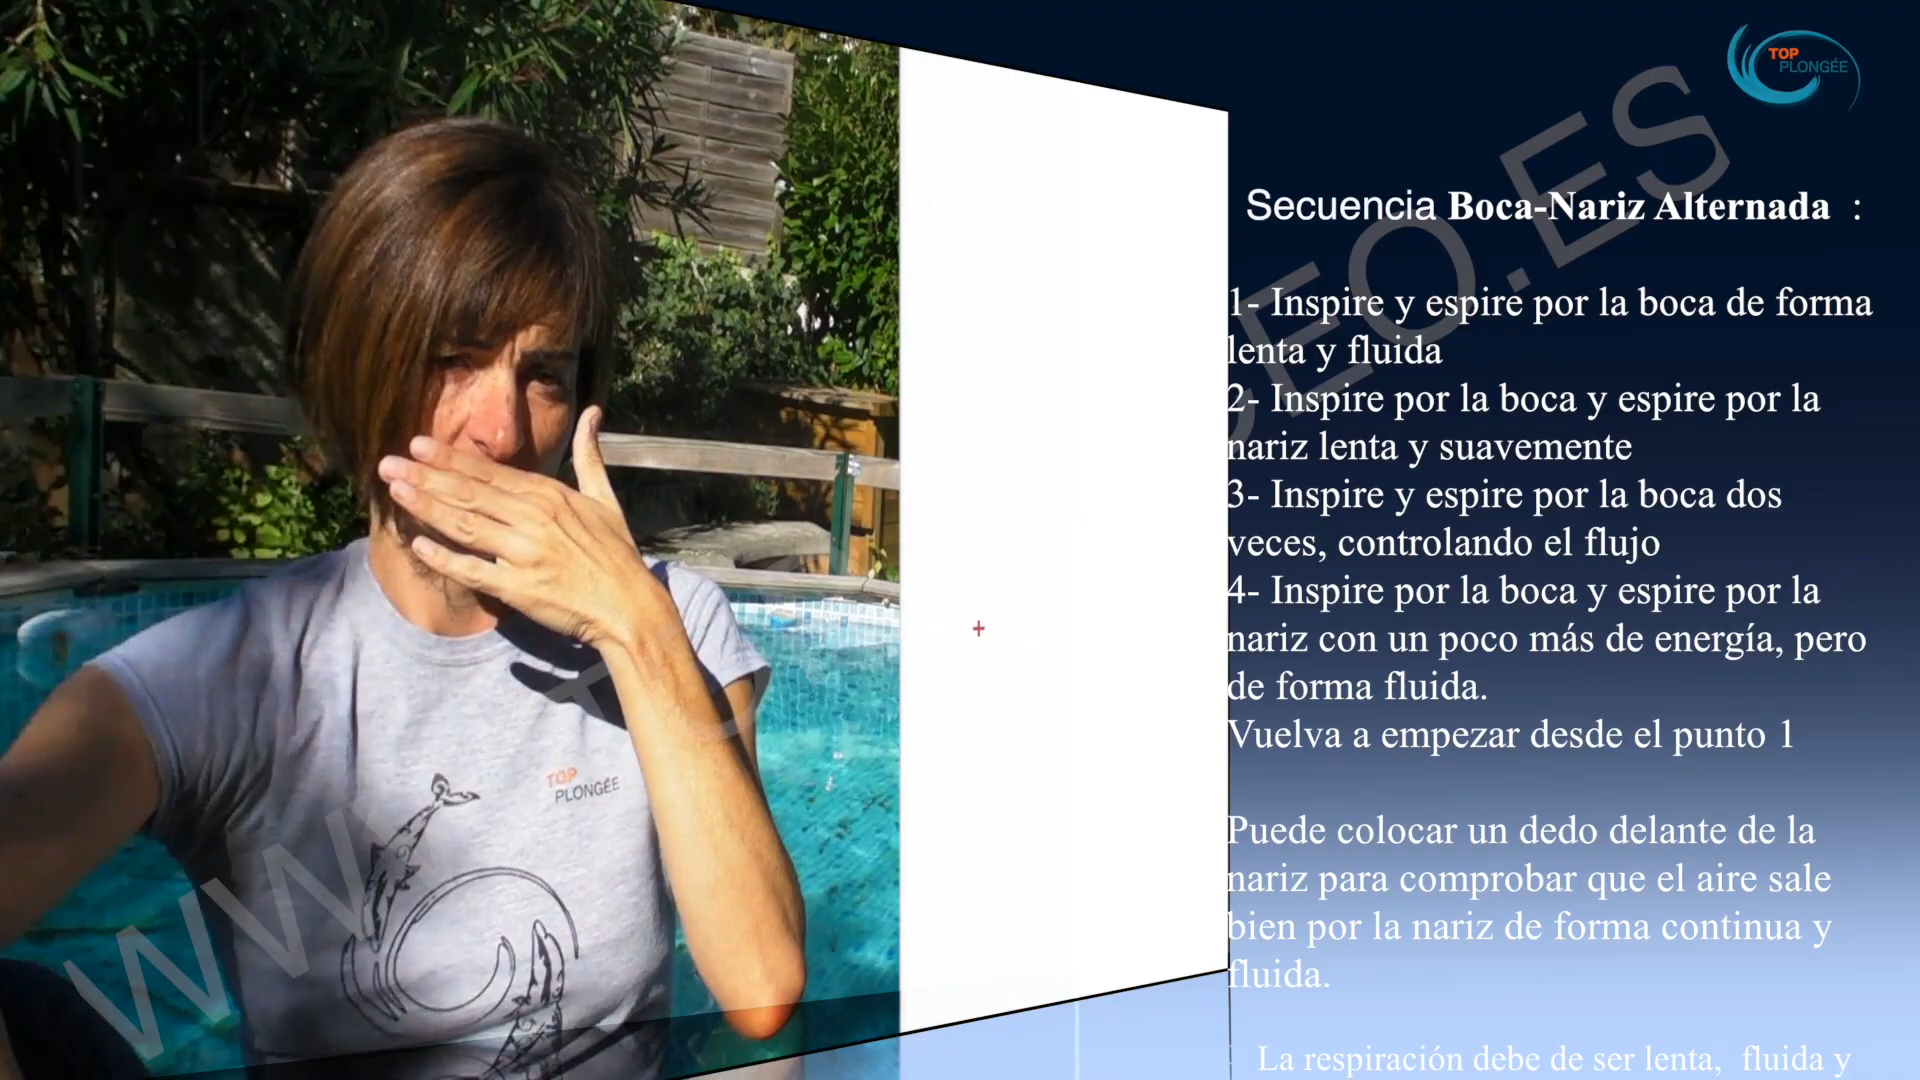 TOP
PLONGÉE
Secuencia Boca-Nariz Alternada :
1- Inspire y espire por la boca de forma
lenta y fluida
2- Inspire por la boca y espire por la
nariz lenta y suavemente
3- Inspire y espire por la boca dos
veces, controlando el flujo
4- Inspire por la boca y espire por la
nariz con un poco más de energía, pero
de forma fluida.
Vuelva a empezar desde el punto 1
Puede colocar un dedo delante de la
nariz para comprobar que el aire sale
bien por la nariz de forma continua y
fluida.
La respiración debe de ser lenta, fluida y
TOP
PLONGÉE